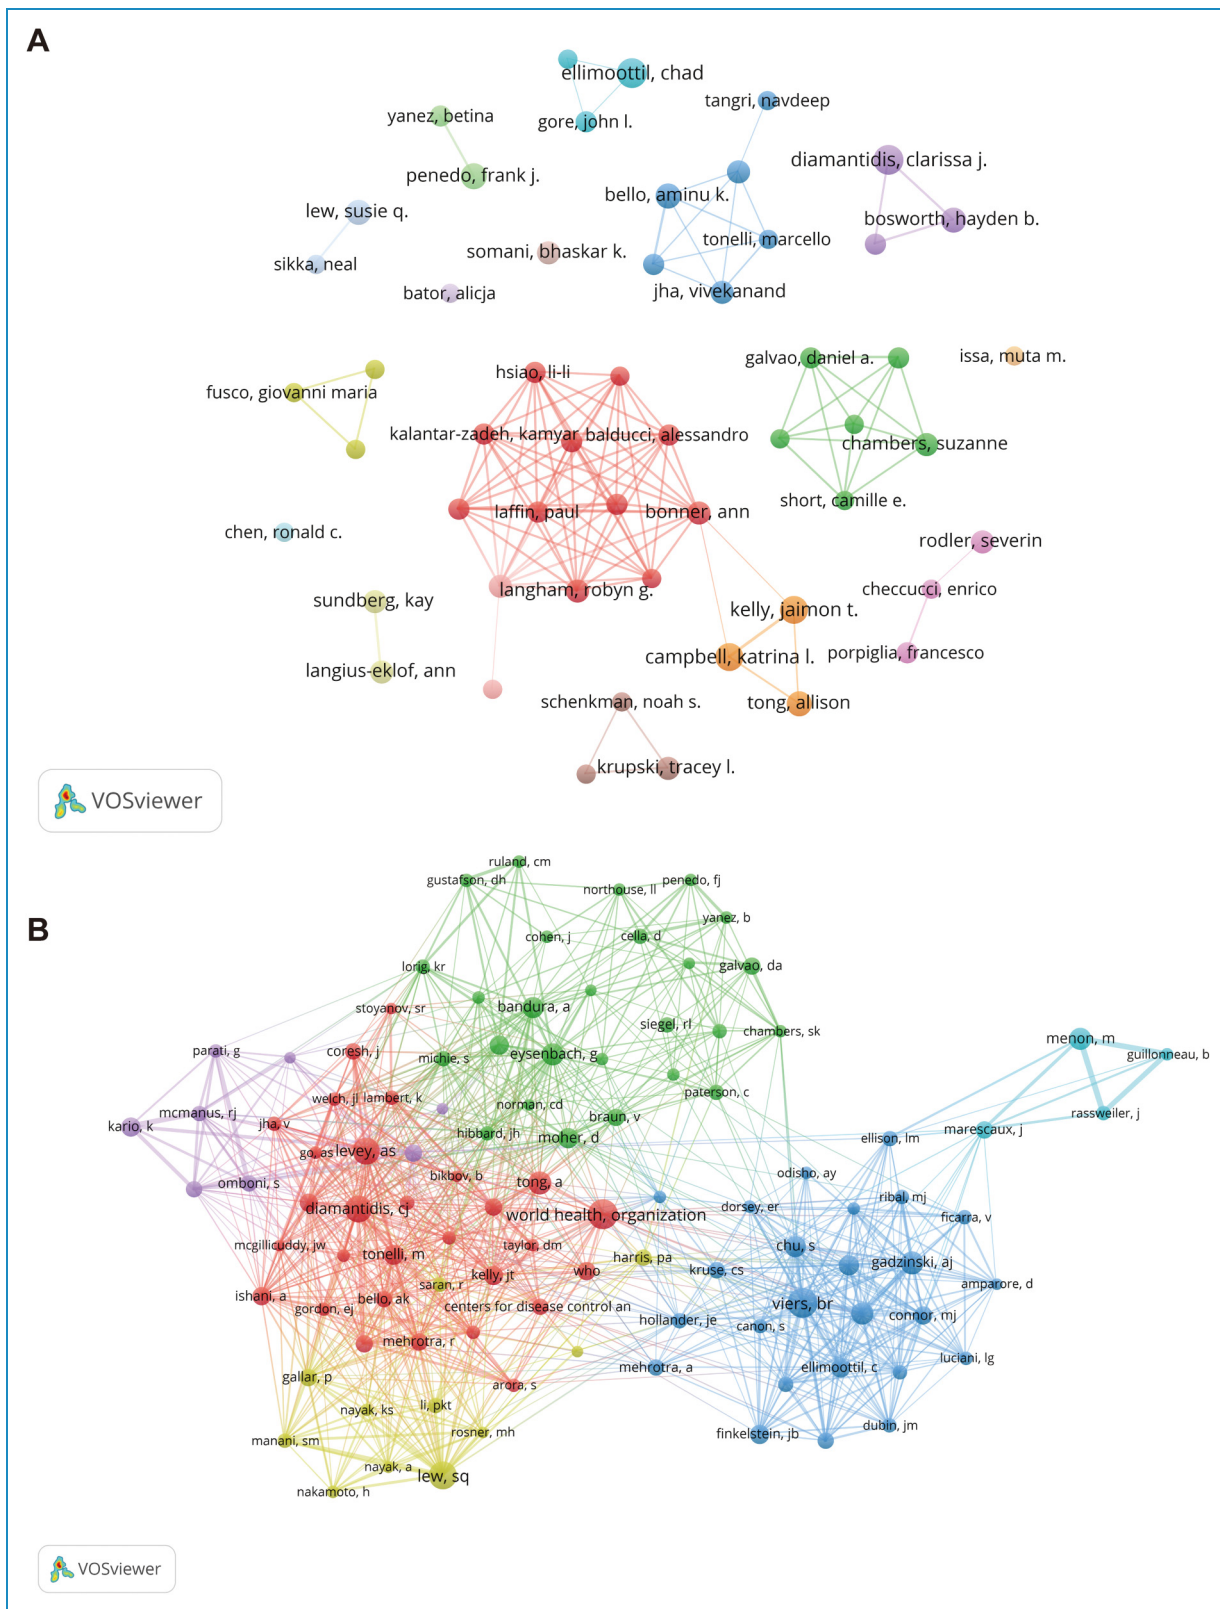 A
ellimoottil, chad
tangri, navdeep
yanez, betina
gore, john l.
diamantidis, clarissa j.
penedo, frank j.
bello, aminu k.
lew, susie q.
bosworth, hayden b.
somani, bhaskar k.
tonelli, marcello
sikka, neal
bator, alicja
jha, vivekanand
galvao, daniel a.
issa, muta m.
hsiao, li-li
fusco, giovanni maria
kalantar-zadeh, kamyar
balducci, alessandro
chambers, suzanne
short, camille e.
laffin, paul
bonner, ann
chen, ronald c.
rodler, severin
langham, robyn g.
checcucci, enrico
sundberg, kay
kelly, jaimon t.
porpiglia, francesco
campbell, katrina l.
langius-eklof, ann
schenkman, noah s.
tong, allison
krupski, tracey l.
VOSviewer
B
ruland, cm
gustafson, dh
northouse, ll
penedo, fj
yanez, b
cohen, j
cella, d
lorig, kr
galvao, da
stoyanov, sr
bandura, a
siegel, rl
chambers, sk
menon, m
parati, g
coresh, j
michie, s
eysenbach, g
guillonneau, b
paterson, c
welch, jl
lambert, k
norman, cd
mcmanus, rj
braun, v
rassweiler, j
kario, k
jha, v
hibbard, jh
moher, d
marescaux, j
ellison, lm
go, as
levey, as
bikbov, b
tong, a
odisho, ay
omboni, s
ribal, mj
diamantidis, cj
world health, organization
dorsey, er
ficarra, v
mcgillicuddy, jw
tonelli, m
taylor, dm
harris, pa
chu, s
gadzinski, aj
saran, r
kelly, jt
who
kruse, cs
amparore, d
ishani, a
bello, ak
gordon, ej
centers for disease control an
viers, br
hollander, je
canon, s
connor, mj
mehrotra, r
luciani, lg
gallar, p
arora, s
mehrotra, a
ellimoottil, c
nayak, ks
li, pkt
manani, sm
rosner, mh
finkelstein, jb
dubin, jm
nayak, a
lew, sq
nakamoto, h
VOSviewer